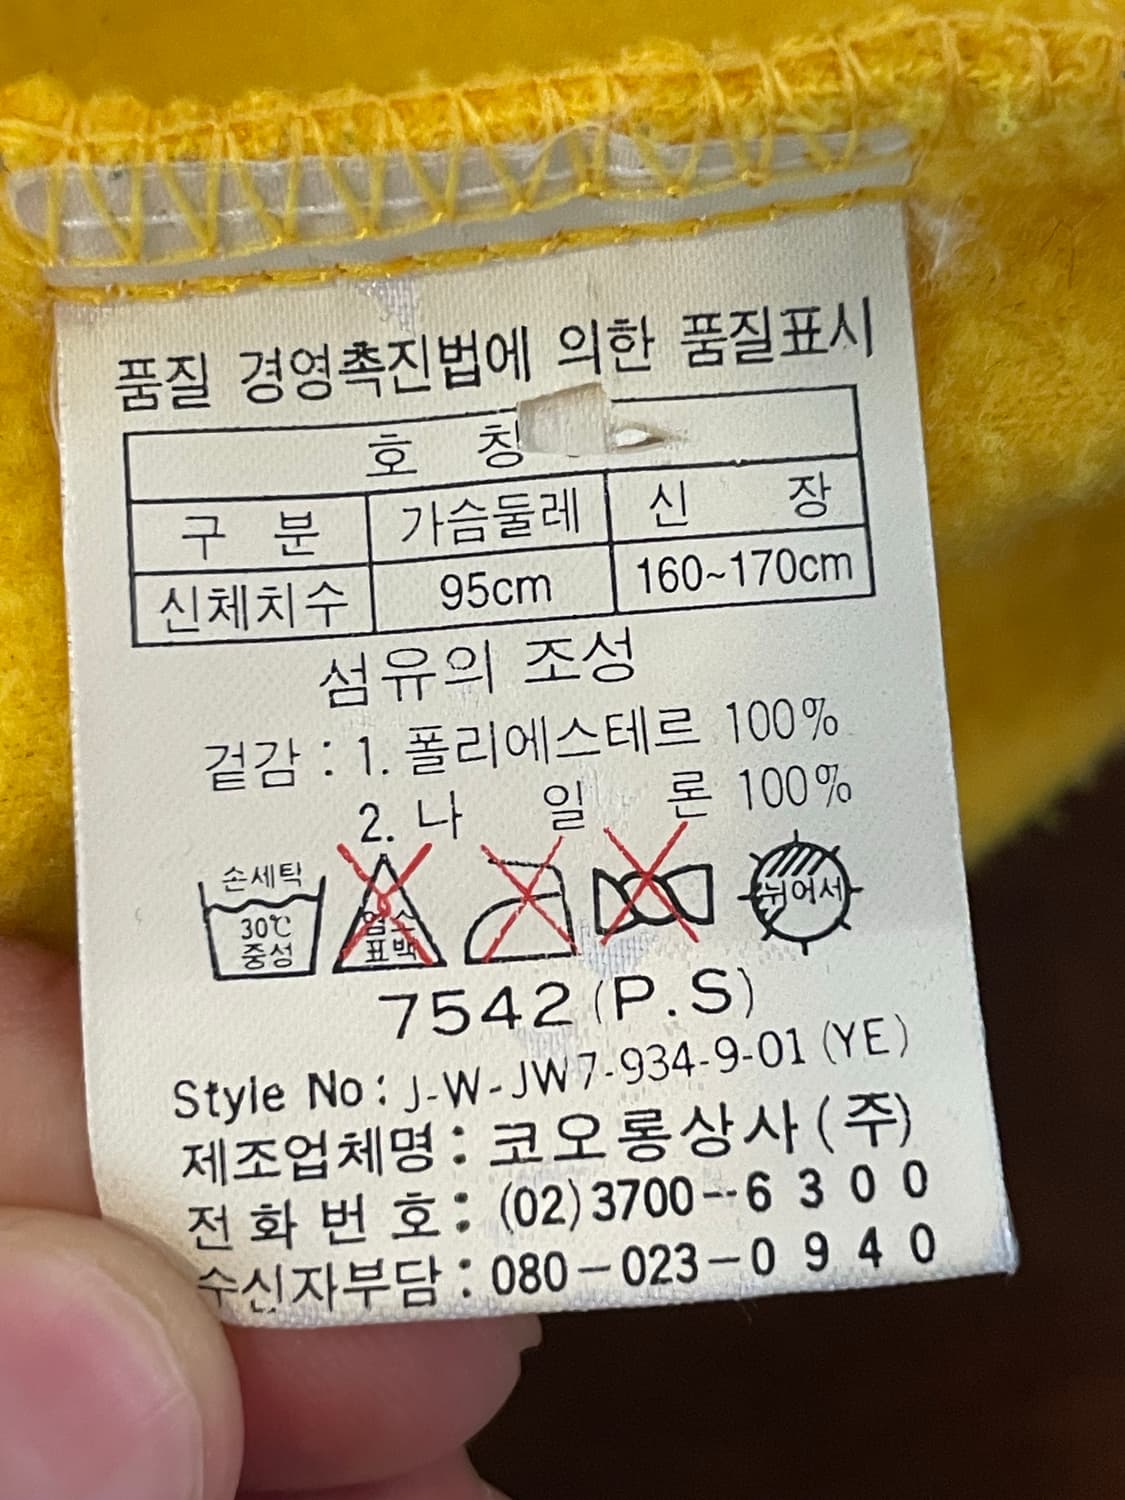 품질 경영촉진법에 의한 품질표시
호 칭
구 분 가슴둘레 신 장
신체치수 95cm 160~170cm
섬유의 조성
겉감 : 1. 폴리에스테르 100%
2. 나 일 론 100%
손세탁
30℃
중성
염소
표백
뉘어서
7542 (P.S)
Style No: J-W-JW7-934-9-01 (YE)
제조업체명 : 코오롱상사(주)
전 화 번 호 : (02)3700--6 3 0 0
수신자부담 : 080-023-0 9 4 0